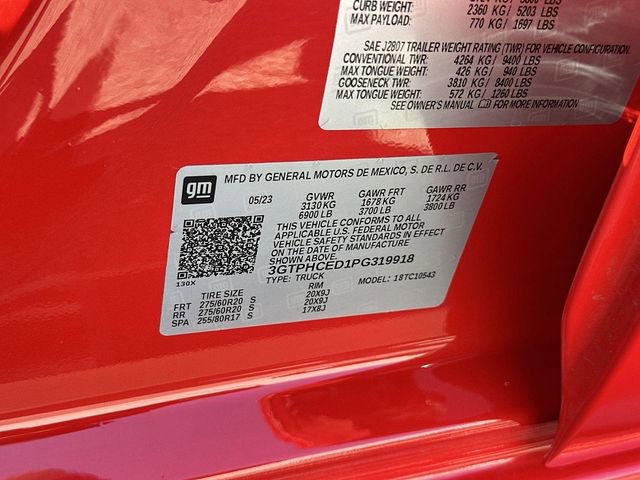 CURB WEIGHT: 2360 KG / 5203 LBS
MAX PAYLOAD: 770 KG / 1697 LBS
SAE J2807 TRAILER WEIGHT RATING (TWR) FOR VEHICLE CONFIGURATION
CONVENTIONAL TWR: 4264 KG / 9400 LBS
MAX TONGUE WEIGHT: 426 KG / 940 LBS
GOOSENECK TWR: 3810 KG / 8400 LBS
MAX TONGUE WEIGHT: 572 KG / 1260 LBS
SEE OWNER'S MANUAL FOR MORE INFORMATION
gm
MFD BY GENERAL MOTORS DE MEXICO, S. DE R.L. DE C.V.
05/23 GVWR GAWR FRT GAWR RR
3130 KG 1678 KG 1724 KG
6900 LB 3700 LB 3800 LB
THIS VEHICLE CONFORMS TO ALL
APPLICABLE U.S. FEDERAL MOTOR
VEHICLE SAFETY STANDARDS IN EFFECT
ON THE DATE OF MANUFACTURE
SHOWN ABOVE.
3GTPHCED1PG319918
130X
TYPE: TRUCK MODEL: 18TC10543
TIRE SIZE RIM
FRT 275/60R20 S 20X9J
RR 275/60R20 S 20X9J
SPA 255/80R17 S 17X8J